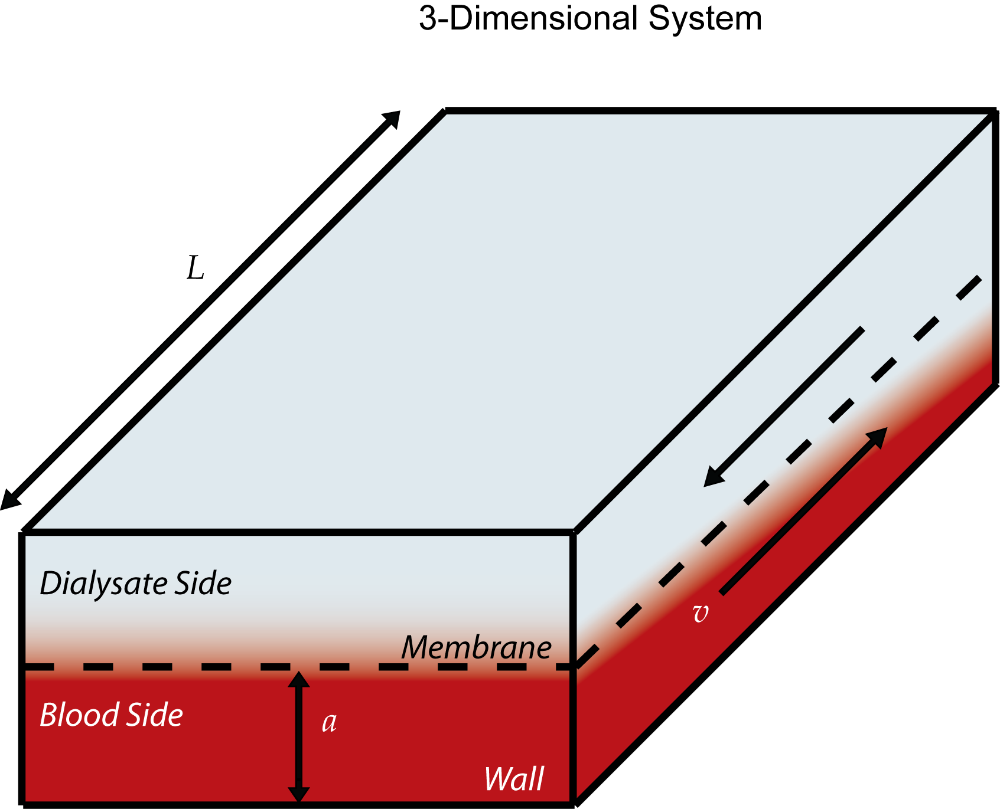 3-Dimensional System
L
Dialysate Side
v
Membrane
Blood Side
a
Wall